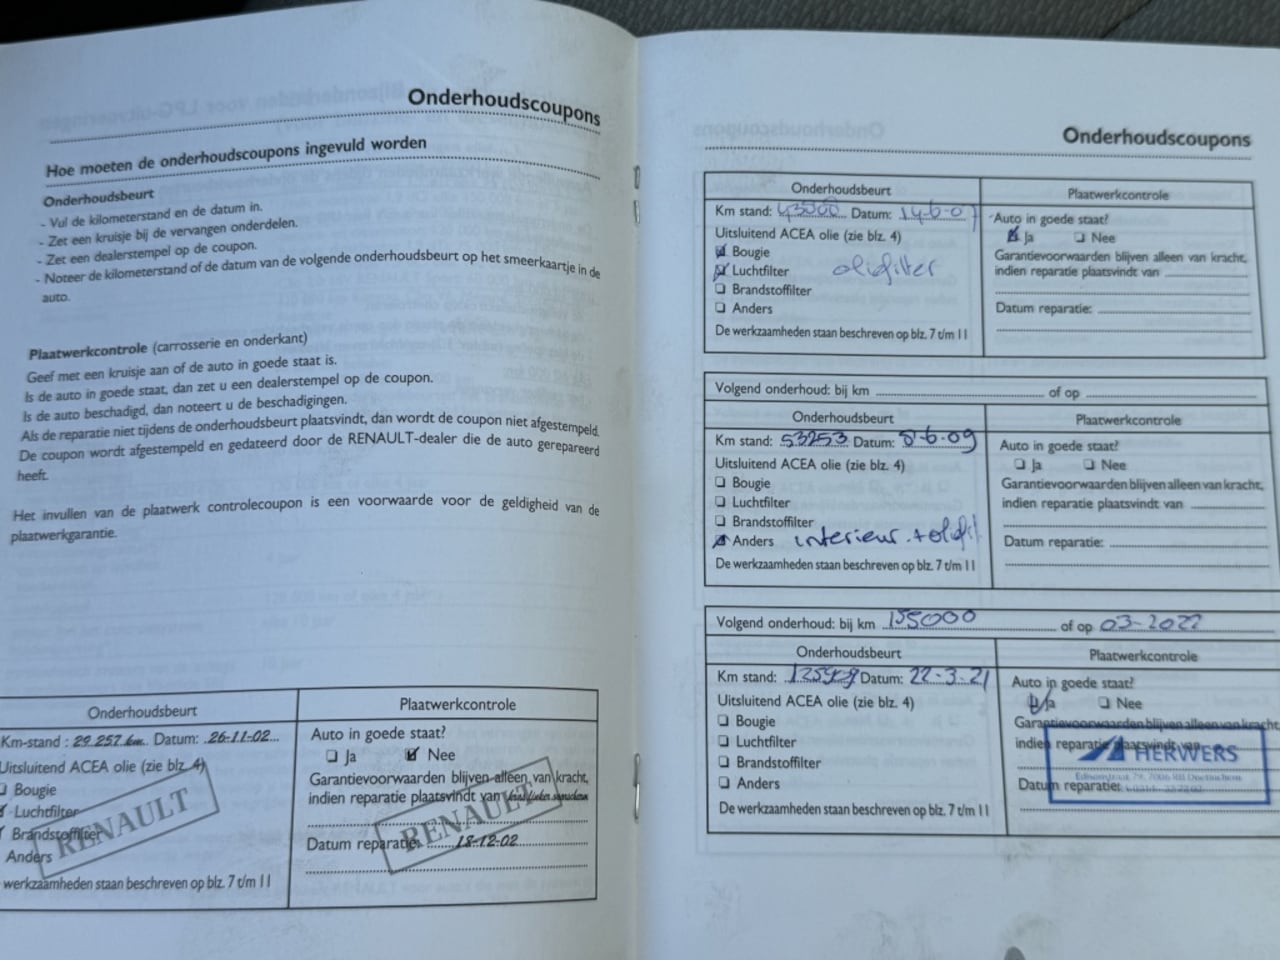 Onderhoudscoupons
Hoe moeten de onderhoudscoupons ingevuld worden
Onderhoudsbeurt
- Vul de kilometerstand en de datum in.
- Zet een kruisje bij de vervangen onderdelen.
- Zet een dealerstempel op de coupon.
- Noteer de kilometerstand of de datum van de volgende onderhoudsbeurt op het smeerkaartje in de
auto.
Plaatwerkcontrole (carrosserie en onderkant)
Geef met een kruisje aan of de auto in goede staat is.
Is de auto in goede staat, dan zet u een dealerstempel op de coupon.
Is de auto beschadigd, dan noteert u de beschadigingen.
Als de reparatie niet tijdens de onderhoudsbeurt plaatsvindt, dan wordt de coupon niet afgestempeld.
De coupon wordt afgestempeld en gedateerd door de RENAULT-dealer die de auto gerepareerd
heeft.
Het invullen van de plaatwerk controlecoupon is een voorwaarde voor de geldigheid van de
plaatwerkgarantie.
Onderhoudsbeurt
Km-stand : 29.257 km Datum: 26-11-02
Uitsluitend ACEA olie (zie blz. 4)
Bougie
Luchtfilter
Brandstoffilter
Anders
werkzaamheden staan beschreven op blz. 7 t/m 11
RENAULT
Plaatwerkcontrole
Auto in goede staat?
Ja Nee
Garantievoorwaarden blijven alleen van kracht,
indien reparatie plaatsvindt van
Datum reparatie: 18-12-02
RENAULT
Onderhoudscoupons
Onderhoudsbeurt
Km stand: 43500 Datum: 14-6-07
Uitsluitend ACEA olie (zie blz. 4)
Bougie
Luchtfilter oliefilter
Brandstoffilter
Anders
De werkzaamheden staan beschreven op blz. 7 t/m 11
Plaatwerkcontrole
Auto in goede staat?
Ja Nee
Garantievoorwaarden blijven alleen van kracht,
indien reparatie plaatsvindt van
Datum reparatie:
Volgend onderhoud: bij km of op
Onderhoudsbeurt
Km stand: 53253 Datum: 8-6-09
Uitsluitend ACEA olie (zie blz. 4)
Bougie
Luchtfilter
Brandstoffilter
Anders interieur + oliefil
De werkzaamheden staan beschreven op blz. 7 t/m 11
Plaatwerkcontrole
Auto in goede staat?
Ja Nee
Garantievoorwaarden blijven alleen van kracht,
indien reparatie plaatsvindt van
Datum reparatie:
Volgend onderhoud: bij km 155000 of op 03-2022
Onderhoudsbeurt
Km stand: Datum: 22-3-21
Uitsluitend ACEA olie (zie blz. 4)
Bougie
Luchtfilter
Brandstoffilter
Anders
De werkzaamheden staan beschreven op blz. 7 t/m 11
Plaatwerkcontrole
Auto in goede staat?
Ja Nee
Garantievoorwaarden blijven alleen van kracht
indien reparatie plaatsvindt van
HERWERS
Datum reparatie: